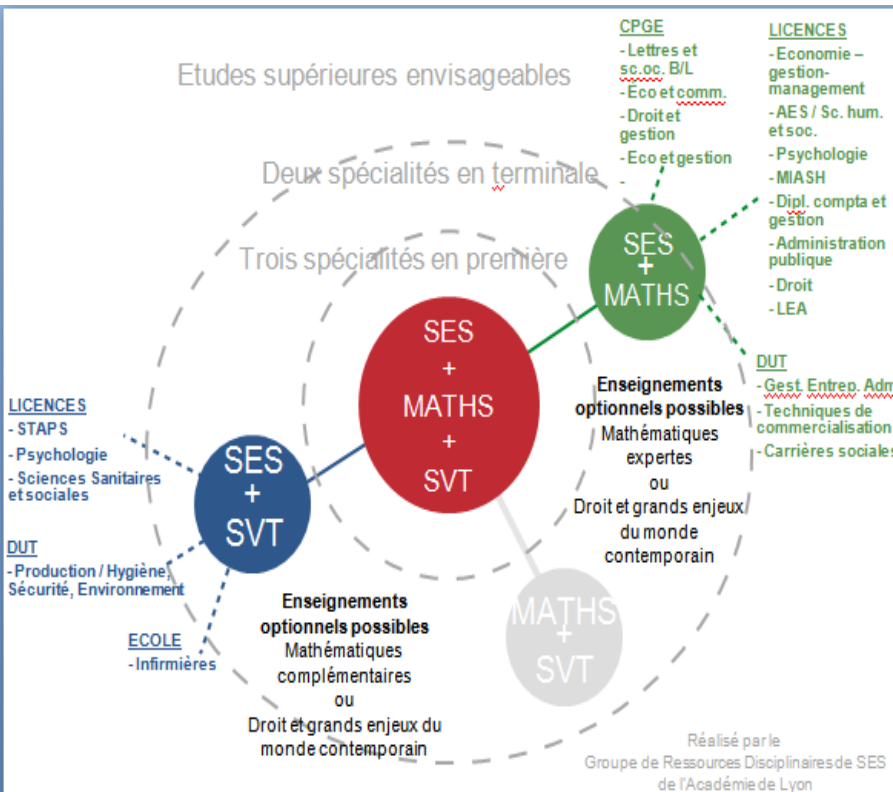 Etudes supérieures envisageables
Deux spécialités en terminale
Trois spécialités en première
SES
+
MATHS
+
SVT
CPGE
- Lettres et
sc.oc. B/L
- Eco et comm.
- Droit et
gestion
- Eco et gestion
-
LICENCES
- Economie –
gestion-
management
- AES / Sc. hum.
et soc.
- Psychologie
- MIASH
- Dipl. compta et
gestion
- Administration
publique
- Droit
- LEA
SES
+
MATHS
DUT
- Gest. Entrep. Adm
- Techniques de
commercialisation
- Carrières sociales
Enseignements
optionnels possibles
Mathématiques
expertes
ou
Droit et grands enjeux
du monde
contemporain
LICENCES
- STAPS
- Psychologie
- Sciences Sanitaires
et sociales
DUT
- Production / Hygiène,
Sécurité, Environnement
ECOLE
- Infirmières
SES
+
SVT
Enseignements
optionnels possibles
Mathématiques
complémentaires
ou
Droit et grands enjeux du
monde contemporain
MATHS
+
SVT
Réalisé par le
Groupe de Ressources Disciplinaires de SES
de l'Académie de Lyon